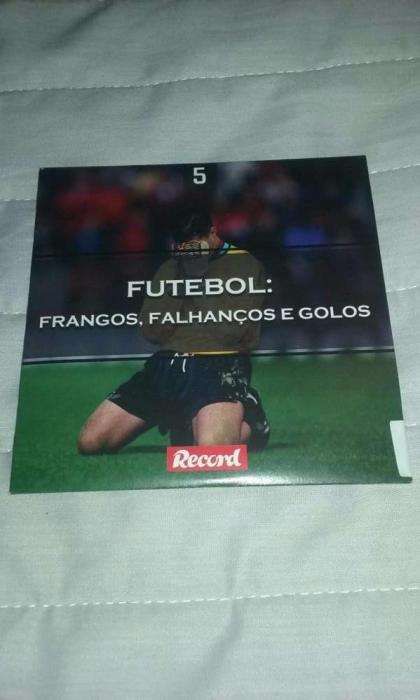 5
FUTEBOL:
FRANGOS, FALHANÇOS E GOLOS
Record